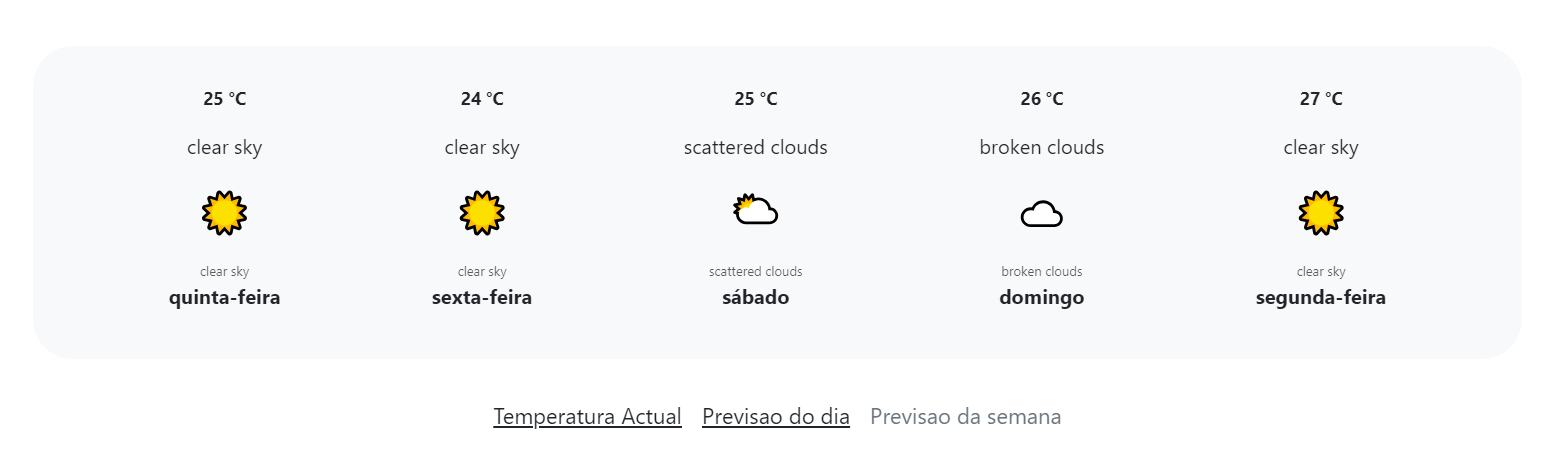 25 °C 24 °C 25 °C 26 °C 27 °C
clear sky clear sky scattered clouds broken clouds clear sky
clear sky clear sky scattered clouds broken clouds clear sky
quinta-feira sexta-feira sábado domingo segunda-feira
Temperatura Actual Previsao do dia Previsao da semana